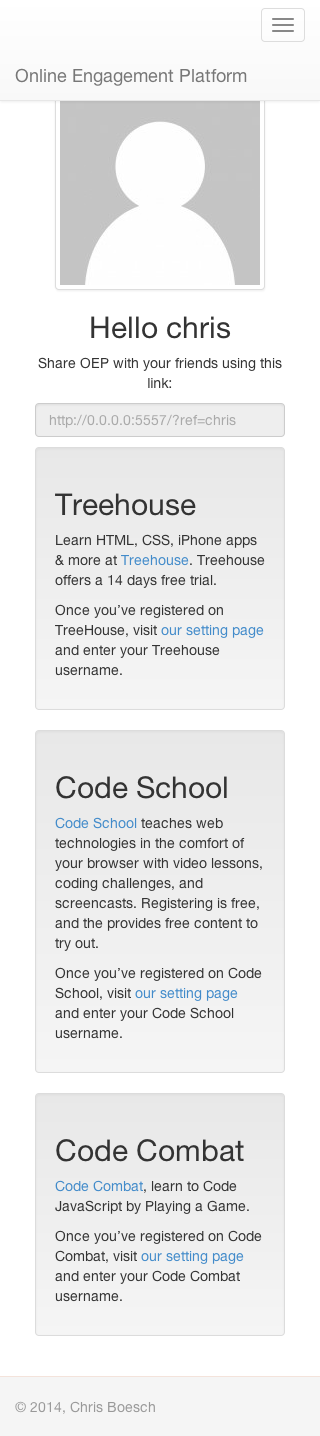 Online Engagement Platform
Hello chris
Share OEP with your friends using this
link:
http://0.0.0.0:5557/?ref=chris
Treehouse
Learn HTML, CSS, iPhone apps
& more at Treehouse. Treehouse
offers a 14 days free trial.
Once you’ve registered on
TreeHouse, visit our setting page
and enter your Treehouse
username.
Code School
Code School teaches web
technologies in the comfort of
your browser with video lessons,
coding challenges, and
screencasts. Registering is free,
and the provides free content to
try out.
Once you’ve registered on Code
School, visit our setting page
and enter your Code School
username.
Code Combat
Code Combat, learn to Code
JavaScript by Playing a Game.
Once you’ve registered on Code
Combat, visit our setting page
and enter your Code Combat
username.
© 2014, Chris Boesch